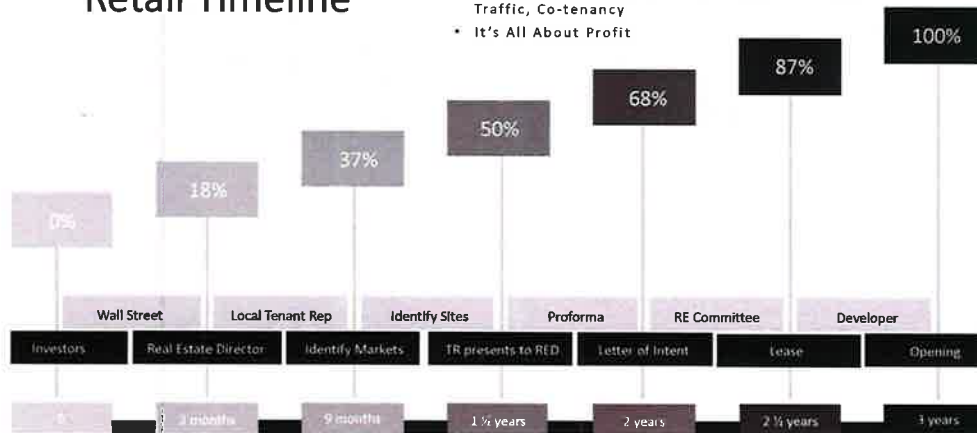 Retail Timeline
Traffic, Co-tenancy
• It's All About Profit
0%
18%
37%
50%
68%
87%
100%
Wall Street
Local Tenant Rep
Identify Sites
Proforma
RE Committee
Developer
Investors
Real Estate Director
Identify Markets
TR presents to RED
Letter of Intent
Lease
Opening
0
3 months
9 months
1 ½ years
2 years
2 ½ years
3 years